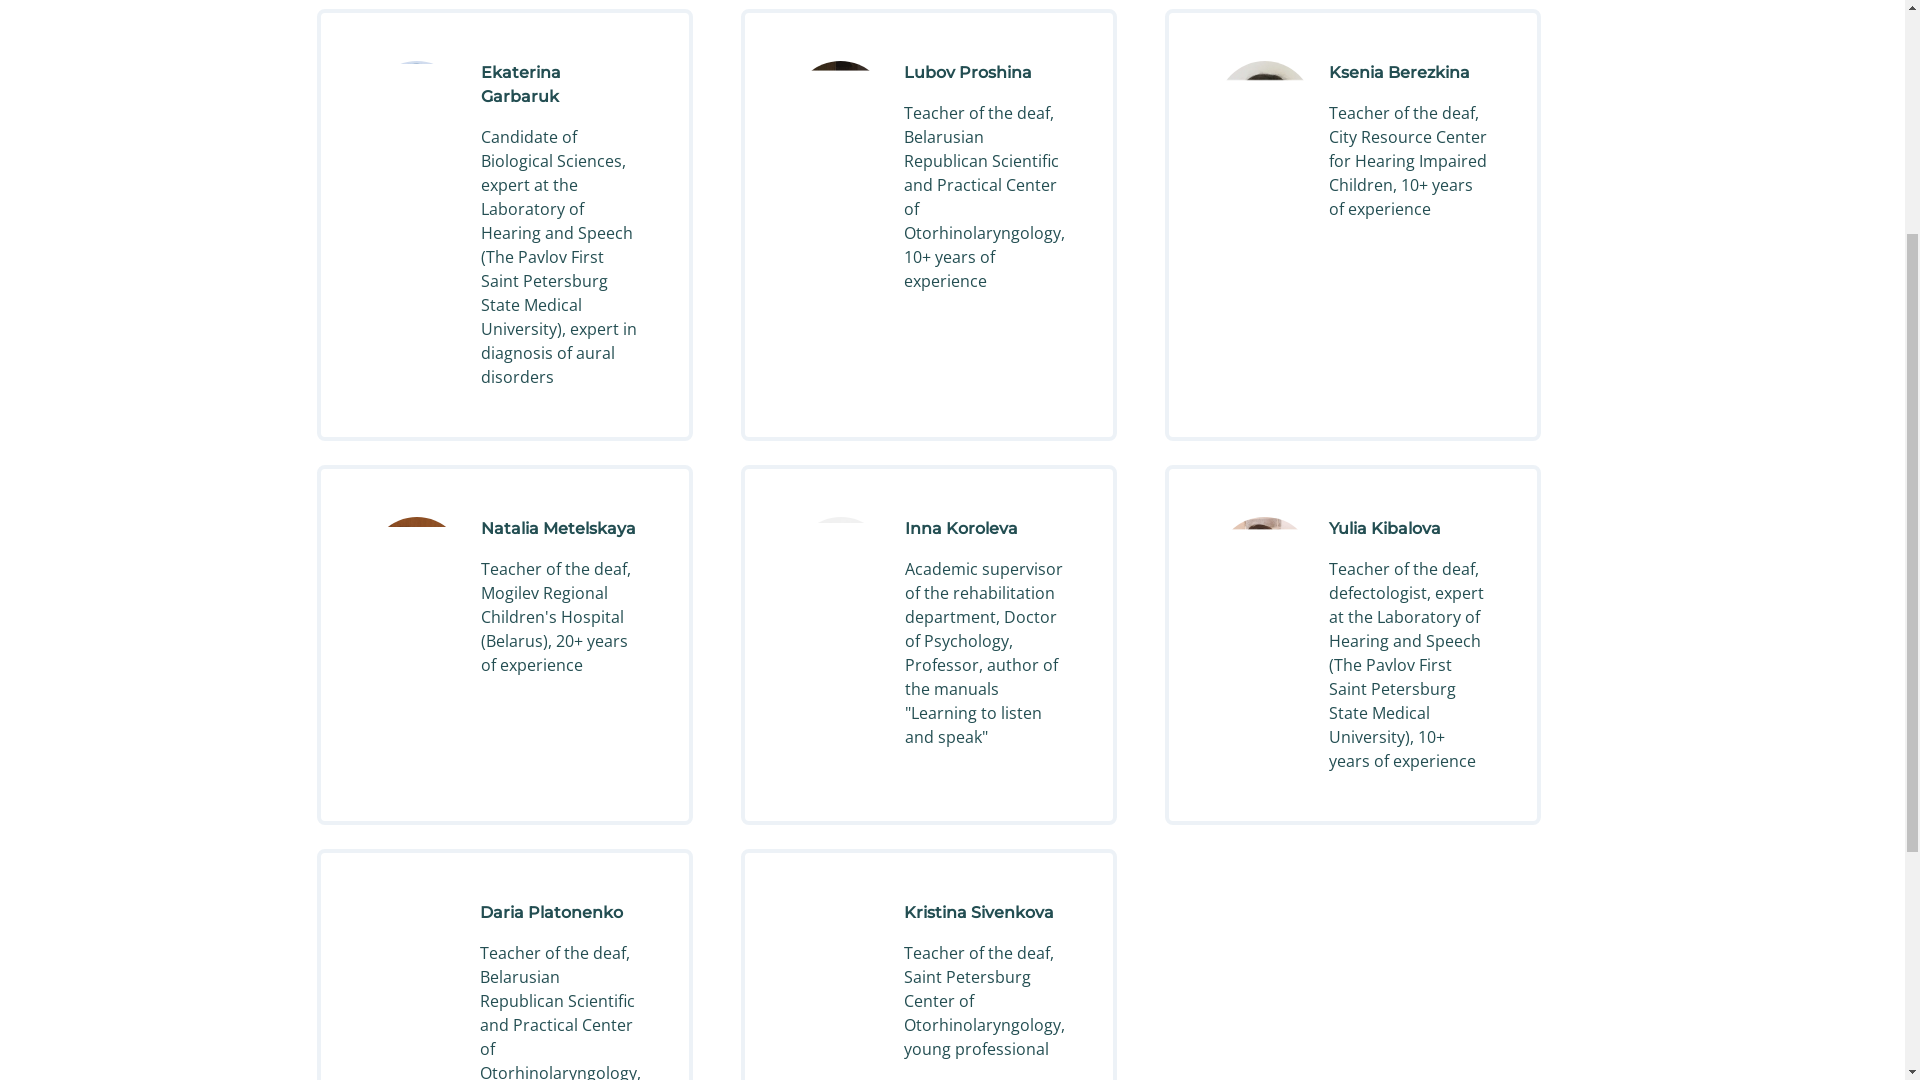 Ekaterina
Garbaruk
Candidate of
Biological Sciences,
expert at the
Laboratory of
Hearing and Speech
(The Pavlov First
Saint Petersburg
State Medical
University), expert in
diagnosis of aural
disorders
Lubov Proshina
Teacher of the deaf,
Belarusian
Republican Scientific
and Practical Center
of
Otorhinolaryngology,
10+ years of
experience
Ksenia Berezkina
Teacher of the deaf,
City Resource Center
for Hearing Impaired
Children, 10+ years
of experience
Natalia Metelskaya
Teacher of the deaf,
Mogilev Regional
Children's Hospital
(Belarus), 20+ years
of experience
Inna Koroleva
Academic supervisor
of the rehabilitation
department, Doctor
of Psychology,
Professor, author of
the manuals
"Learning to listen
and speak"
Yulia Kibalova
Teacher of the deaf,
defectologist, expert
at the Laboratory of
Hearing and Speech
(The Pavlov First
Saint Petersburg
State Medical
University), 10+
years of experience
Daria Platonenko
Teacher of the deaf,
Belarusian
Republican Scientific
and Practical Center
of
Otorhinolaryngology,
Kristina Sivenkova
Teacher of the deaf,
Saint Petersburg
Center of
Otorhinolaryngology,
young professional